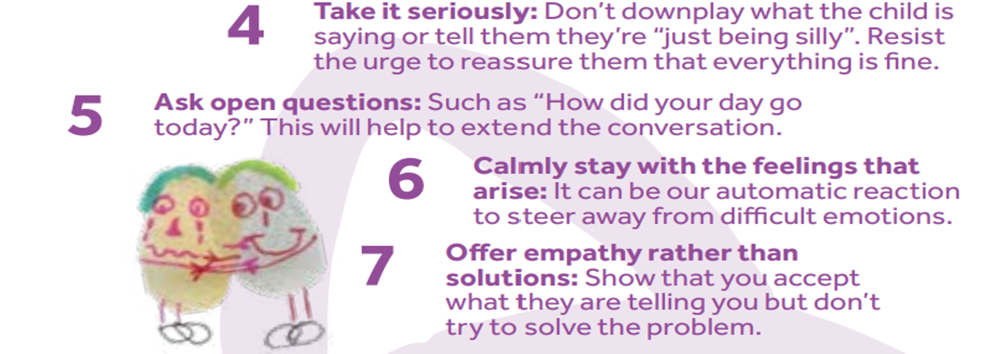 4
Take it seriously: Don’t downplay what the child is
saying or tell them they’re “just being silly”. Resist
the urge to reassure them that everything is fine.
5
Ask open questions: Such as “How did your day go
today?” This will help to extend the conversation.
6
Calmly stay with the feelings that
arise: It can be our automatic reaction
to steer away from difficult emotions.
7
Offer empathy rather than
solutions: Show that you accept
what they are telling you but don’t
try to solve the problem.